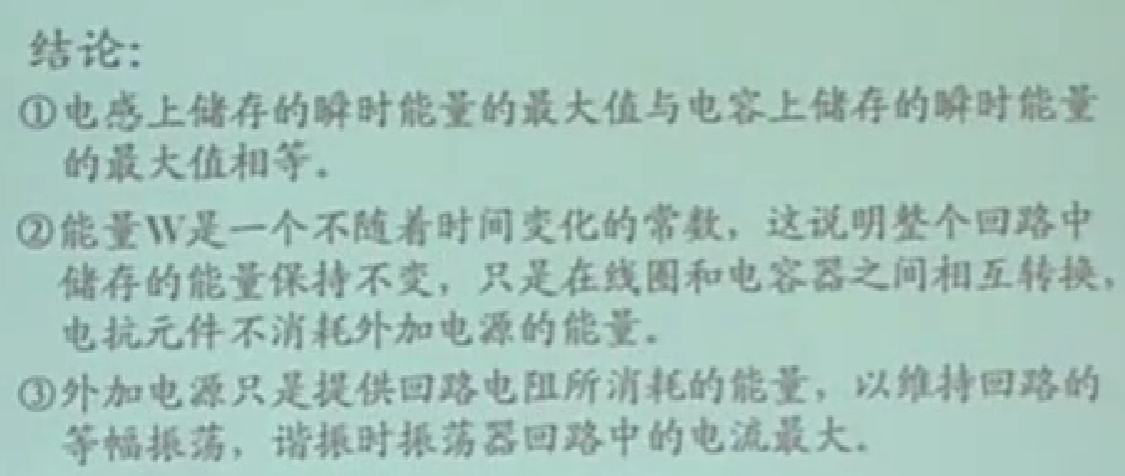 结论:
①电感上储存的瞬时能量的最大值与电容上储存的瞬时能量
的最大值相等。
②能量W是一个不随着时间变化的常数，这说明整个回路中
储存的能量保持不变，只是在线圈和电容器之间相互转换，
电抗元件不消耗外加电源的能量。
③外加电源只是提供回路电阻所消耗的能量，以维持回路的
等幅振荡，谐振时振荡器回路中的电流最大。